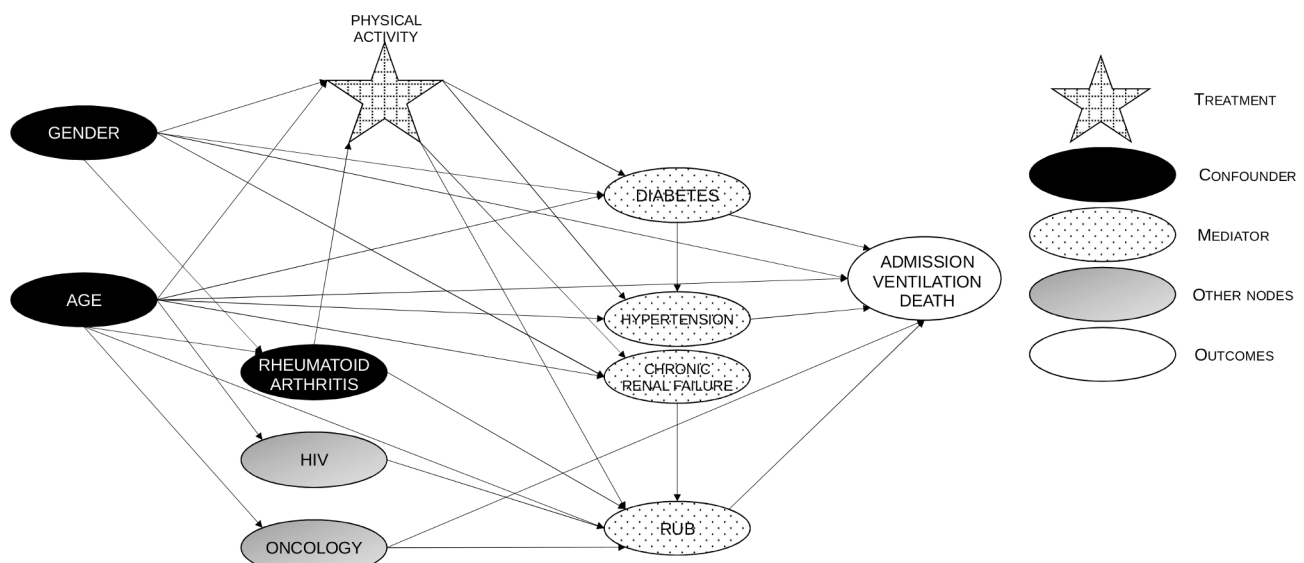 PHYSICAL
ACTIVITY
GENDER
AGE
RHEUMATOID
ARTHRITIS
HIV
ONCOLOGY
DIABETES
HYPERTENSION
CHRONIC
RENAL FAILURE
RUB
ADMISSION
VENTILATION
DEATH
TREATMENT
CONFOUNDER
MEDIATOR
OTHER NODES
OUTCOMES